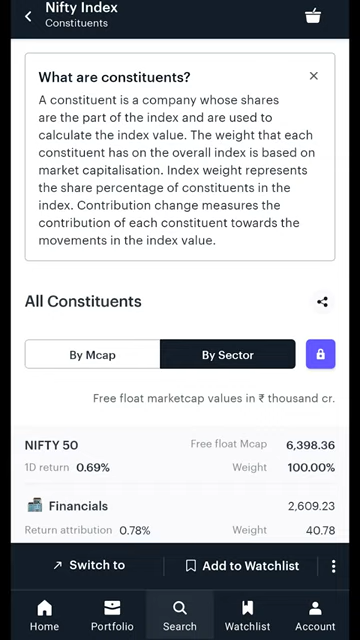 Nifty Index
Constituents
What are constituents?
A constituent is a company whose shares
are the part of the index and are used to
calculate the index value. The weight that each
constituent has on the overall index is based on
market capitalisation. Index weight represents
the share percentage of constituents in the
index. Contribution change measures the
contribution of each constituent towards the
movements in the index value.
All Constituents
By Mcap
By Sector
Free float marketcap values in ₹ thousand cr.
NIFTY 50 Free float Mcap 6,398.36
1D return 0.69% Weight 100.00%
Financials 2,609.23
Return attribution 0.78% Weight 40.78
Switch to Add to Watchlist
Home Portfolio Search Watchlist Account